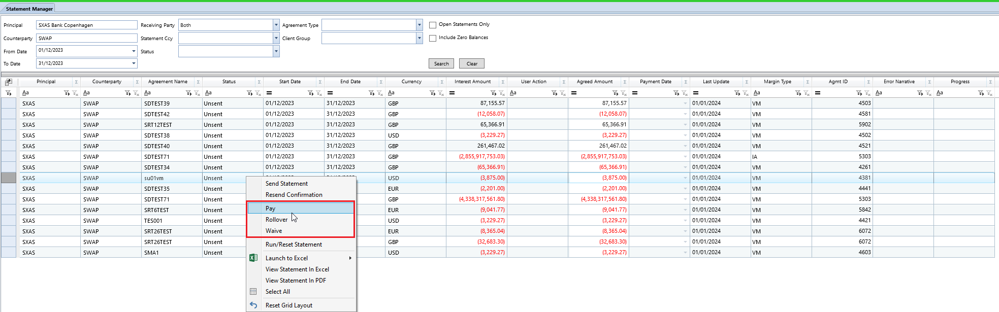 Statement Manager
Principal SXAS Bank Copenhagen Receiving Party Both Agreement Type Open Statements Only
Counterparty SWAP Statement Ccy Client Group Include Zero Balances
From Date 01/12/2023 Status
To Date 31/12/2023 Search Clear
Principal Σ Counterparty Σ Agreement Name Σ Status Σ Start Date Σ End Date Σ Currency Σ Interest Amount Σ User Action Σ Agreed Amount Σ Payment Date Σ Last Update Σ Margin Type Σ Agmt ID Σ Error Narrative Σ Progress Σ
Aa Aa Aa Aa = = Aa = Aa = = = Aa = Aa Aa
SXAS SWAP SDTEST39 Unsent 01/12/2023 31/12/2023 GBP 87,155.57 87,155.57 01/01/2024 VM 4503
SXAS SWAP SDTEST42 Unsent 01/12/2023 31/12/2023 GBP (12,058.07) (12,058.07) 01/01/2024 VM 4581
SXAS SWAP SRT12TEST Unsent 01/12/2023 31/12/2023 GBP 65,366.91 65,366.91 01/01/2024 VM 5902
SXAS SWAP SDTEST38 Unsent 01/12/2023 31/12/2023 USD (3,229.27) (3,229.27) 01/01/2024 VM 4502
SXAS SWAP SDTEST40 Unsent 01/12/2023 31/12/2023 GBP 261,467.02 261,467.02 01/01/2024 VM 4521
SXAS SWAP SDTEST71 Unsent 01/12/2023 31/12/2023 GBP (2,855,917,753.03) (2,855,917,753.03) 01/01/2024 IA 5303
SXAS SWAP SDTEST34 Unsent 01/12/2023 31/12/2023 GBP (65,366.91) (65,366.91) 01/01/2024 VM 4261
SXAS SWAP su01vm Unsent USD (3,875.00) (3,875.00) 01/01/2024 VM 4381
SXAS SWAP SDTEST35 Unsent EUR (2,201.00) (2,201.00) 01/01/2024 VM 4441
SXAS SWAP SDTEST71 Unsent GBP (4,338,317,561.80) (4,338,317,561.80) 01/01/2024 VM 5303
SXAS SWAP SRT6TEST Unsent EUR (9,041.77) (9,041.77) 01/01/2024 VM 5842
SXAS SWAP TES001 Unsent USD (3,229.27) (3,229.27) 01/01/2024 VM 4421
SXAS SWAP SRT26TEST Unsent EUR (8,365.04) (8,365.04) 01/01/2024 VM 6072
SXAS SWAP SRT26TEST Unsent GBP (32,683.30) (32,683.30) 01/01/2024 VM 6072
SXAS SWAP SMA1 Unsent USD (3,229.27) (3,229.27) 01/01/2024 VM 4603
Send Statement
Resend Confirmation
Pay
Rollover
Waive
Run/Reset Statement
Launch to Excel
View Statement In Excel
View Statement In PDF
Select All
Reset Grid Layout